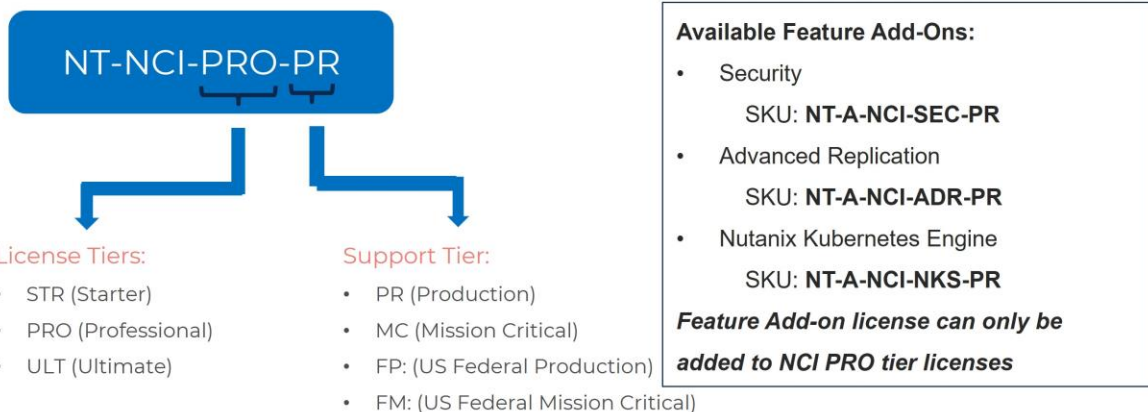 NT-NCI-PRO-PR
License Tiers:
• STR (Starter)
• PRO (Professional)
• ULT (Ultimate)
Support Tier:
• PR (Production)
• MC (Mission Critical)
• FP: (US Federal Production)
• FM: (US Federal Mission Critical)
Available Feature Add-Ons:
• Security
SKU: NT-A-NCI-SEC-PR
• Advanced Replication
SKU: NT-A-NCI-ADR-PR
• Nutanix Kubernetes Engine
SKU: NT-A-NCI-NKS-PR
Feature Add-on license can only be
added to NCI PRO tier licenses